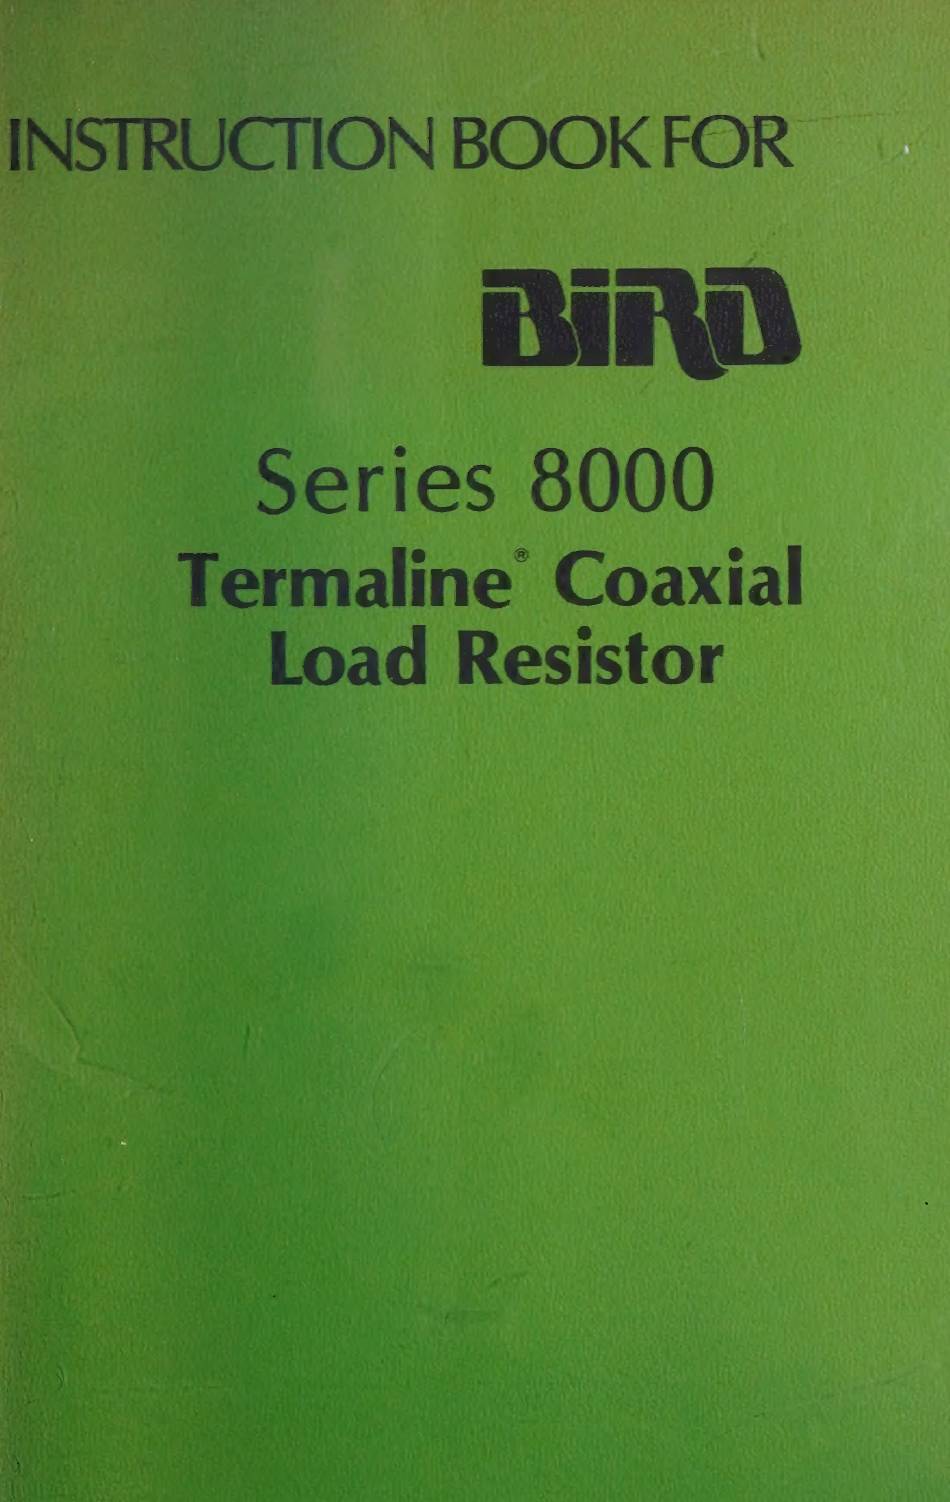 INSTRUCTION BOOK FOR
BiRD
Series 8000
Termaline® Coaxial
Load Resistor